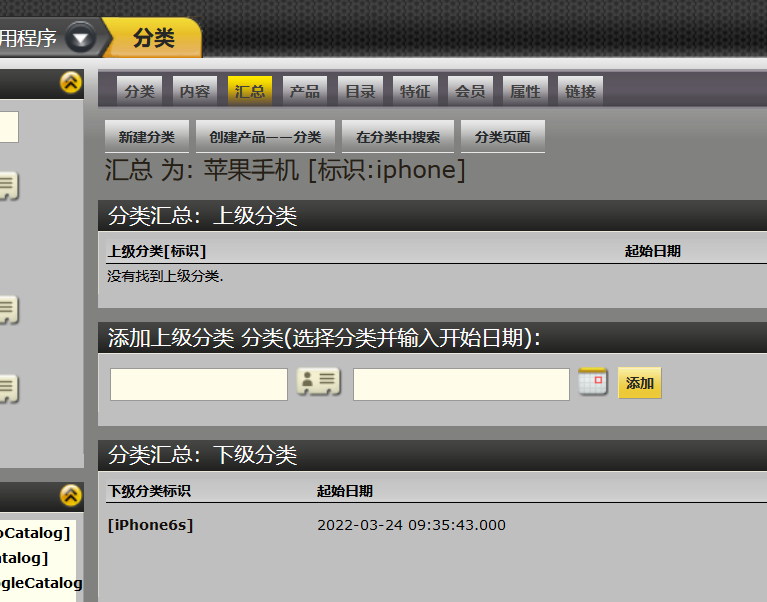 用程序
分类
分类 内容 汇总 产品 目录 特征 会员 属性 链接
新建分类 创建产品——分类 在分类中搜索 分类页面
汇总 为: 苹果手机 [标识:iphone]
分类汇总: 上级分类
上级分类[标识] 起始日期
没有找到上级分类.
添加上级分类 分类(选择分类并输入开始日期):
添加
分类汇总: 下级分类
下级分类标识 起始日期
[iPhone6s] 2022-03-24 09:35:43.000
oCatalog]
atalog]
gleCatalog